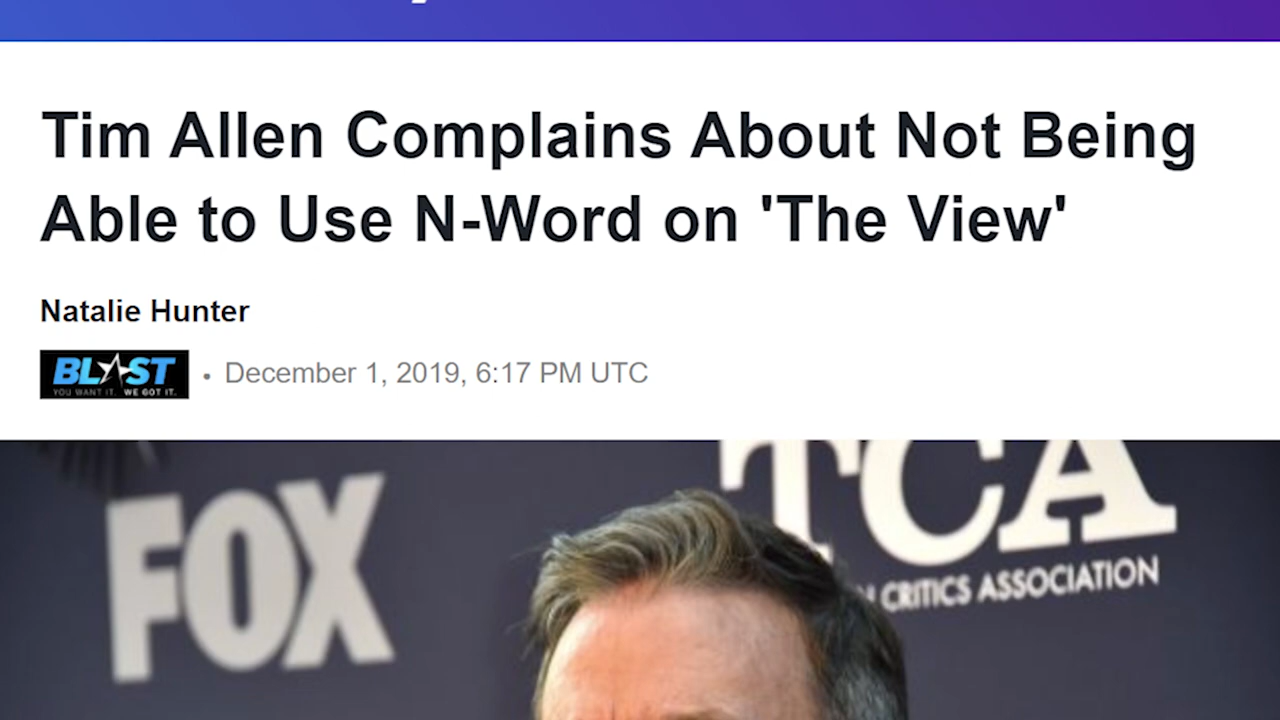 Tim Allen Complains About Not Being
Able to Use N-Word on 'The View'
Natalie Hunter
BLAST
YOU WANT IT. WE GOT IT.
• December 1, 2019, 6:17 PM UTC
FOX
TCA
CRITICS ASSOCIATION